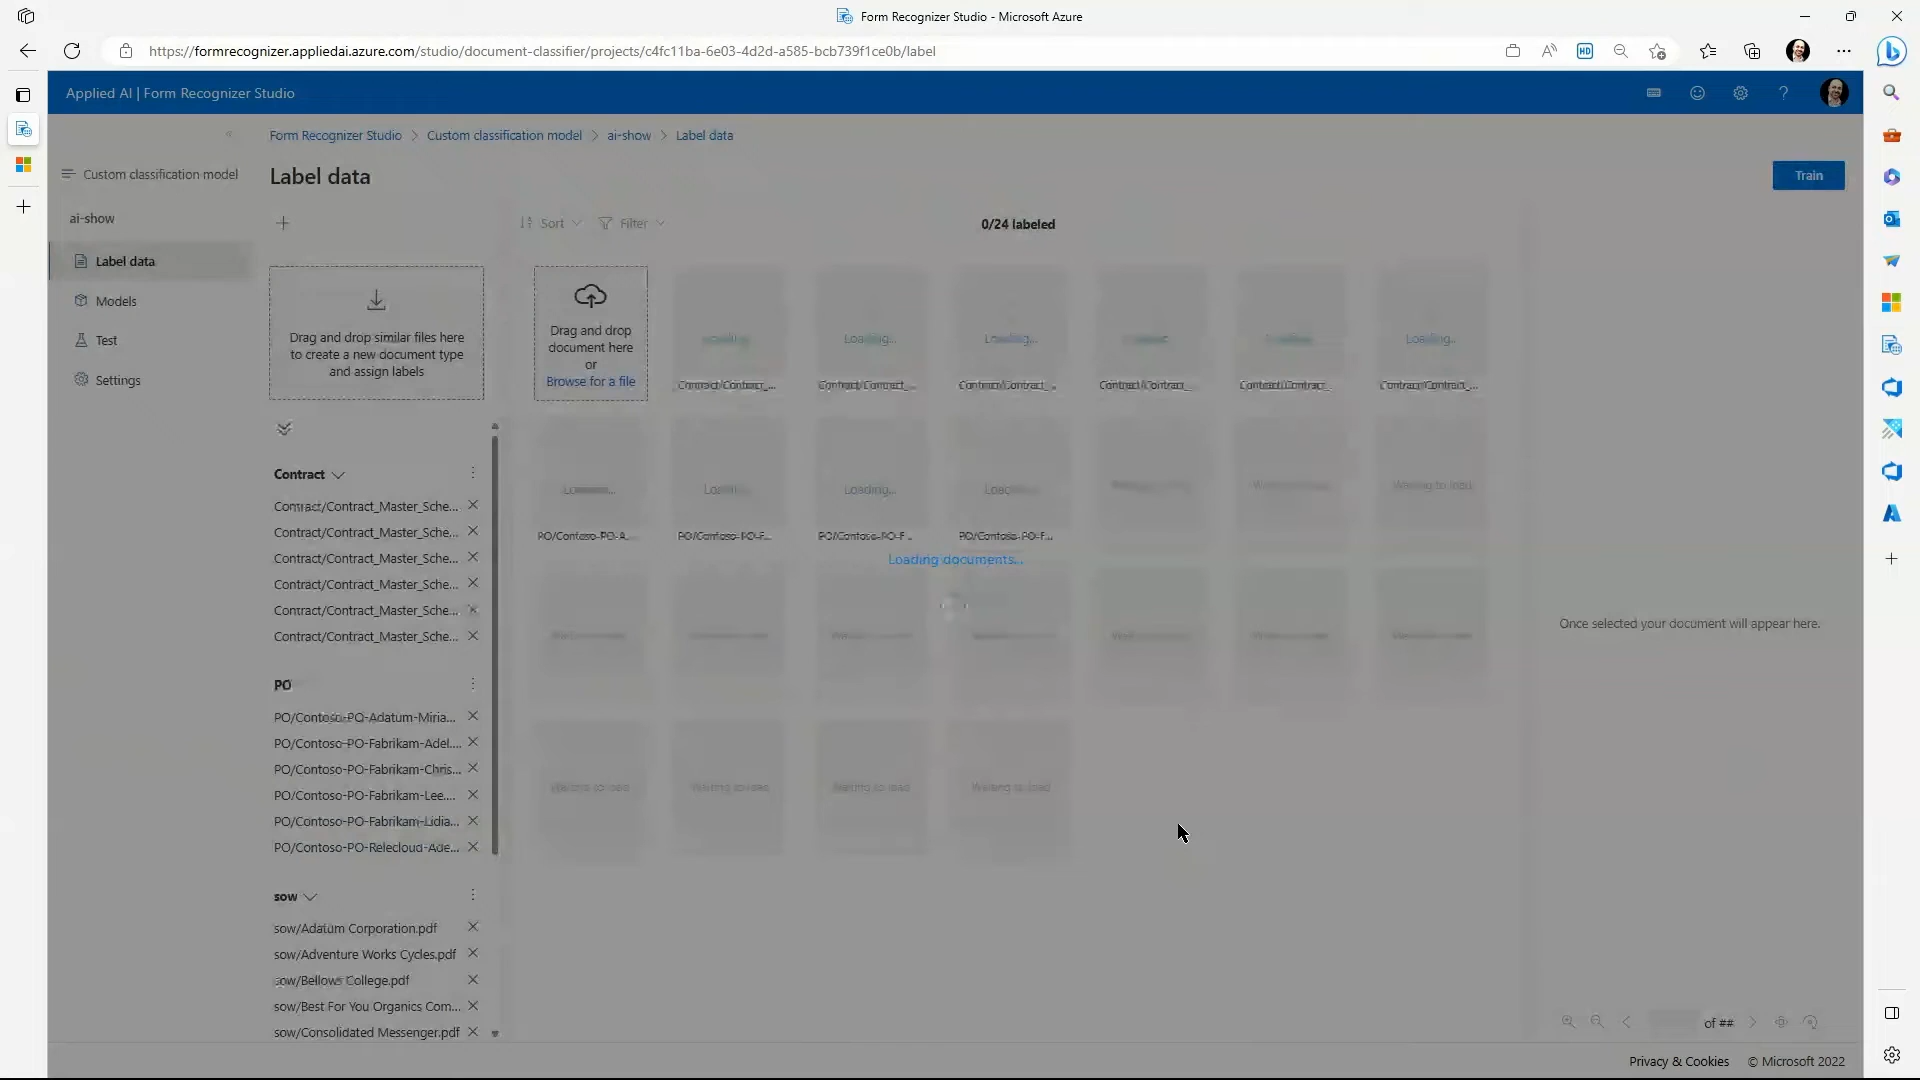 Form Recognizer Studio - Microsoft Azure
https://formrecognizer.appliedai.azure.com/studio/document-classifier/projects/c4fc11ba-6e03-4d2d-a585-bcb739f1ce0b/label
Applied AI | Form Recognizer Studio
Form Recognizer Studio > Custom classification model > ai-show > Label data
Custom classification model
Label data
Train
ai-show
Label data
Models
Test
Settings
Sort
Filter
0/24 labeled
Drag and drop similar files here
to create a new document type
and assign labels
Drag and drop
document here
or
Browse for a file
Loading...
Loading...
Loading...
Contract/Contract_...
Contract/Contract_...
Contract/Contract_...
Contract/Contract_...
Contract/Contract_...
Contract/Contract_...
Loading...
Loading...
Loading...
Loading...
Waiting to load
PO/Contoso-PO-A...
PO/Contoso-PO-F...
PO/Contoso-PO-F...
PO/Contoso-PO-F...
Loading documents...
Waiting to load
Waiting to load
Waiting to load
Waiting to load
Contract
Contract/Contract_Master_Sche...
Contract/Contract_Master_Sche...
Contract/Contract_Master_Sche...
Contract/Contract_Master_Sche...
Contract/Contract_Master_Sche...
Contract/Contract_Master_Sche...
PO
PO/Contoso-PO-Adatum-Miria...
PO/Contoso-PO-Fabrikam-Adel....
PO/Contoso-PO-Fabrikam-Chris...
PO/Contoso-PO-Fabrikam-Lee....
PO/Contoso-PO-Fabrikam-Lidia...
PO/Contoso-PO-Relecloud-Ade...
sow
sow/Adatum Corporation.pdf
sow/Adventure Works Cycles.pdf
sow/Bellows College.pdf
sow/Best For You Organics Com...
sow/Consolidated Messenger.pdf
Once selected your document will appear here.
of ##
Privacy & Cookies
© Microsoft 2022